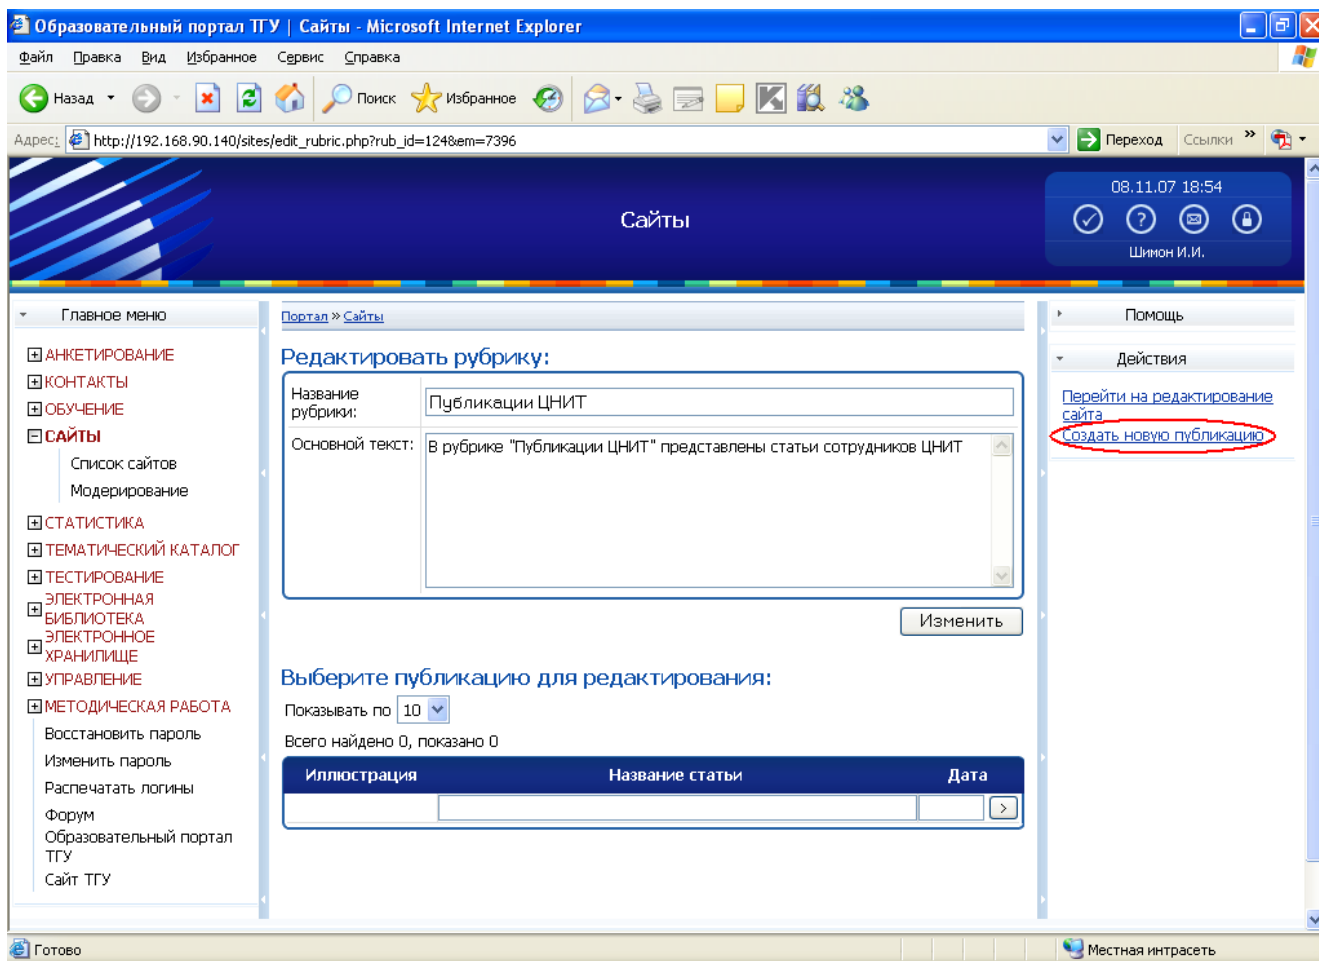 Образовательный портал ТГУ | Сайты - Microsoft Internet Explorer
Файл Правка Вид Избранное Сервис Справка
Назад Поиск Избранное
Адрес: http://192.168.90.140/sites/edit_rubric.php?rub_id=124&em=7396 Переход Ссылки »
Сайты
08.11.07 18:54
Шимон И.И.
Главное меню
АНКЕТИРОВАНИЕ
КОНТАКТЫ
ОБУЧЕНИЕ
САЙТЫ
Список сайтов
Модерирование
СТАТИСТИКА
ТЕМАТИЧЕСКИЙ КАТАЛОГ
ТЕСТИРОВАНИЕ
ЭЛЕКТРОННАЯ
БИБЛИОТЕКА
ЭЛЕКТРОННОЕ
ХРАНИЛИЩЕ
УПРАВЛЕНИЕ
МЕТОДИЧЕСКАЯ РАБОТА
Восстановить пароль
Изменить пароль
Распечатать логины
Форум
Образовательный портал
ТГУ
Сайт ТГУ
Портал » Сайты
Редактировать рубрику:
Название
рубрики:
Публикации ЦНИТ
Основной текст:
В рубрике "Публикации ЦНИТ" представлены статьи сотрудников ЦНИТ
Изменить
Выберите публикацию для редактирования:
Показывать по 10
Всего найдено 0, показано 0
Иллюстрация Название статьи Дата
>
Помощь
Действия
Перейти на редактирование
сайта
Создать новую публикацию
Готово
Местная интрасеть